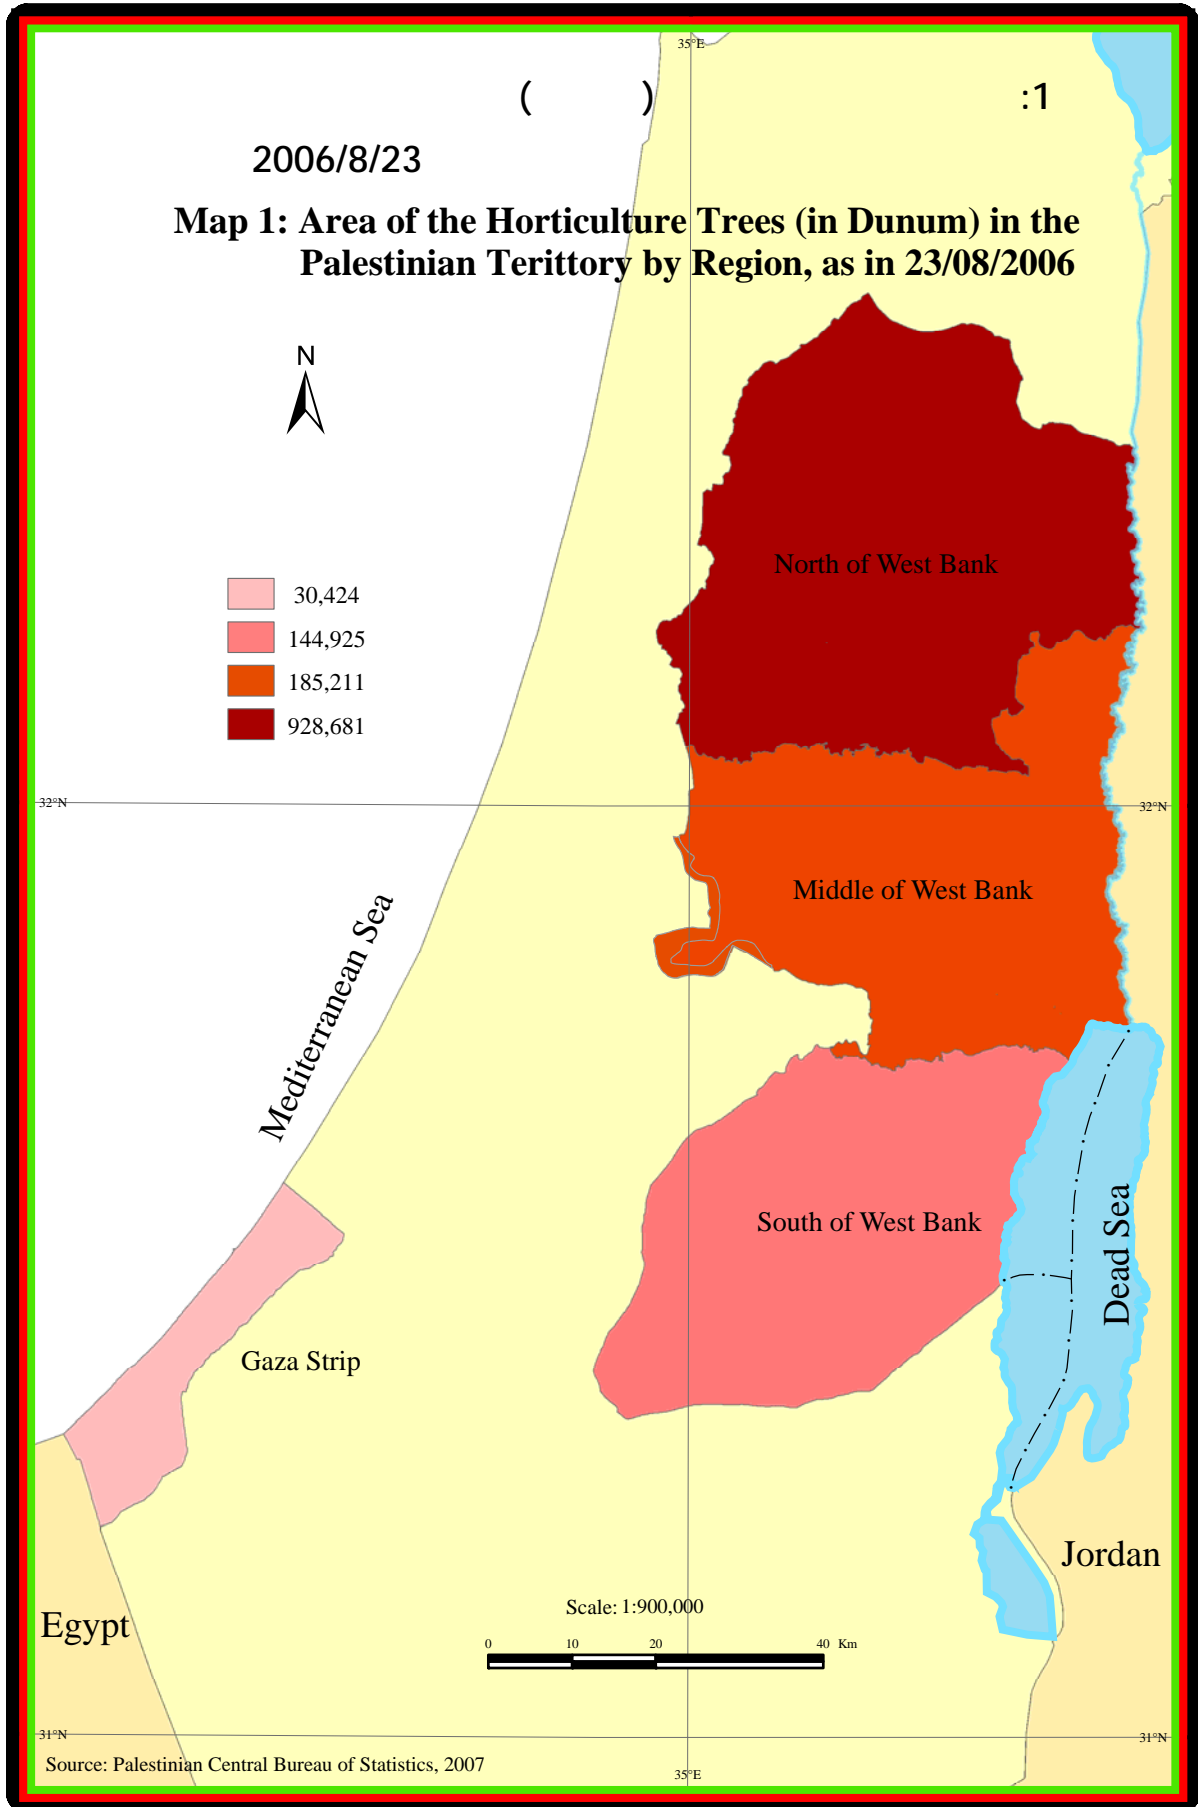 35°E
( ) :1
2006/8/23
Map 1: Area of the Horticulture Trees (in Dunum) in the
Palestinian Terittory by Region, as in 23/08/2006
N
North of West Bank
30,424
144,925
185,211
928,681
32°N
32°N
Middle of West Bank
Mediterranean Sea
South of West Bank
Dead Sea
Gaza Strip
Jordan
Egypt
Scale: 1:900,000
0 10 20 40 Km
31°N
31°N
Source: Palestinian Central Bureau of Statistics, 2007
35°E